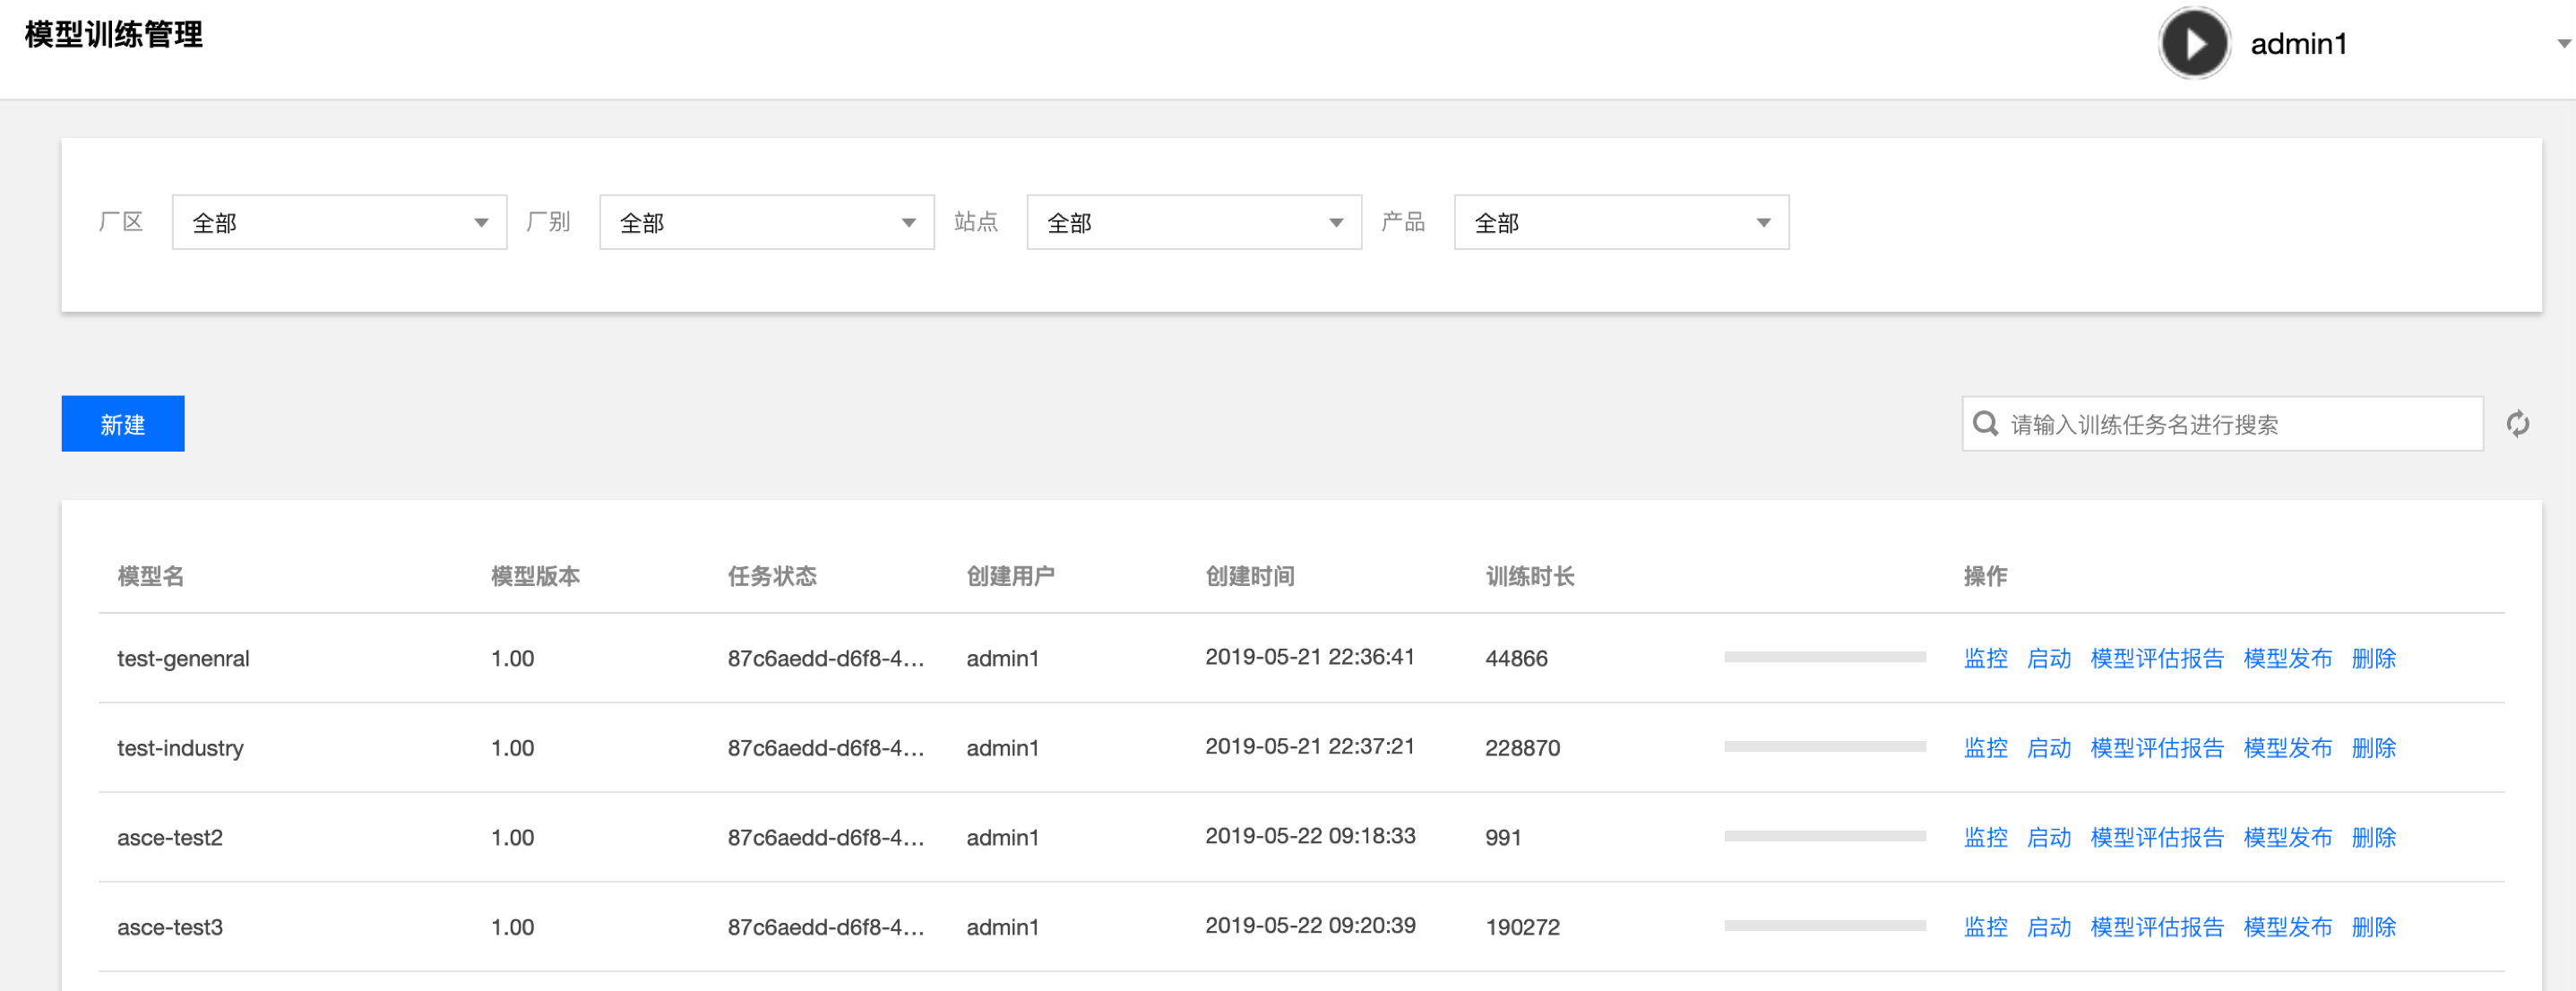 模型训练管理
admin1
厂区 全部 厂别 全部 站点 全部 产品 全部
新建 请输入训练任务名进行搜索
模型名 模型版本 任务状态 创建用户 创建时间 训练时长 操作
test-genenral 1.00 87c6aedd-d6f8-4... admin1 2019-05-21 22:36:41 44866 监控 启动 模型评估报告 模型发布 删除
test-industry 1.00 87c6aedd-d6f8-4... admin1 2019-05-21 22:37:21 228870 监控 启动 模型评估报告 模型发布 删除
asce-test2 1.00 87c6aedd-d6f8-4... admin1 2019-05-22 09:18:33 991 监控 启动 模型评估报告 模型发布 删除
asce-test3 1.00 87c6aedd-d6f8-4... admin1 2019-05-22 09:20:39 190272 监控 启动 模型评估报告 模型发布 删除